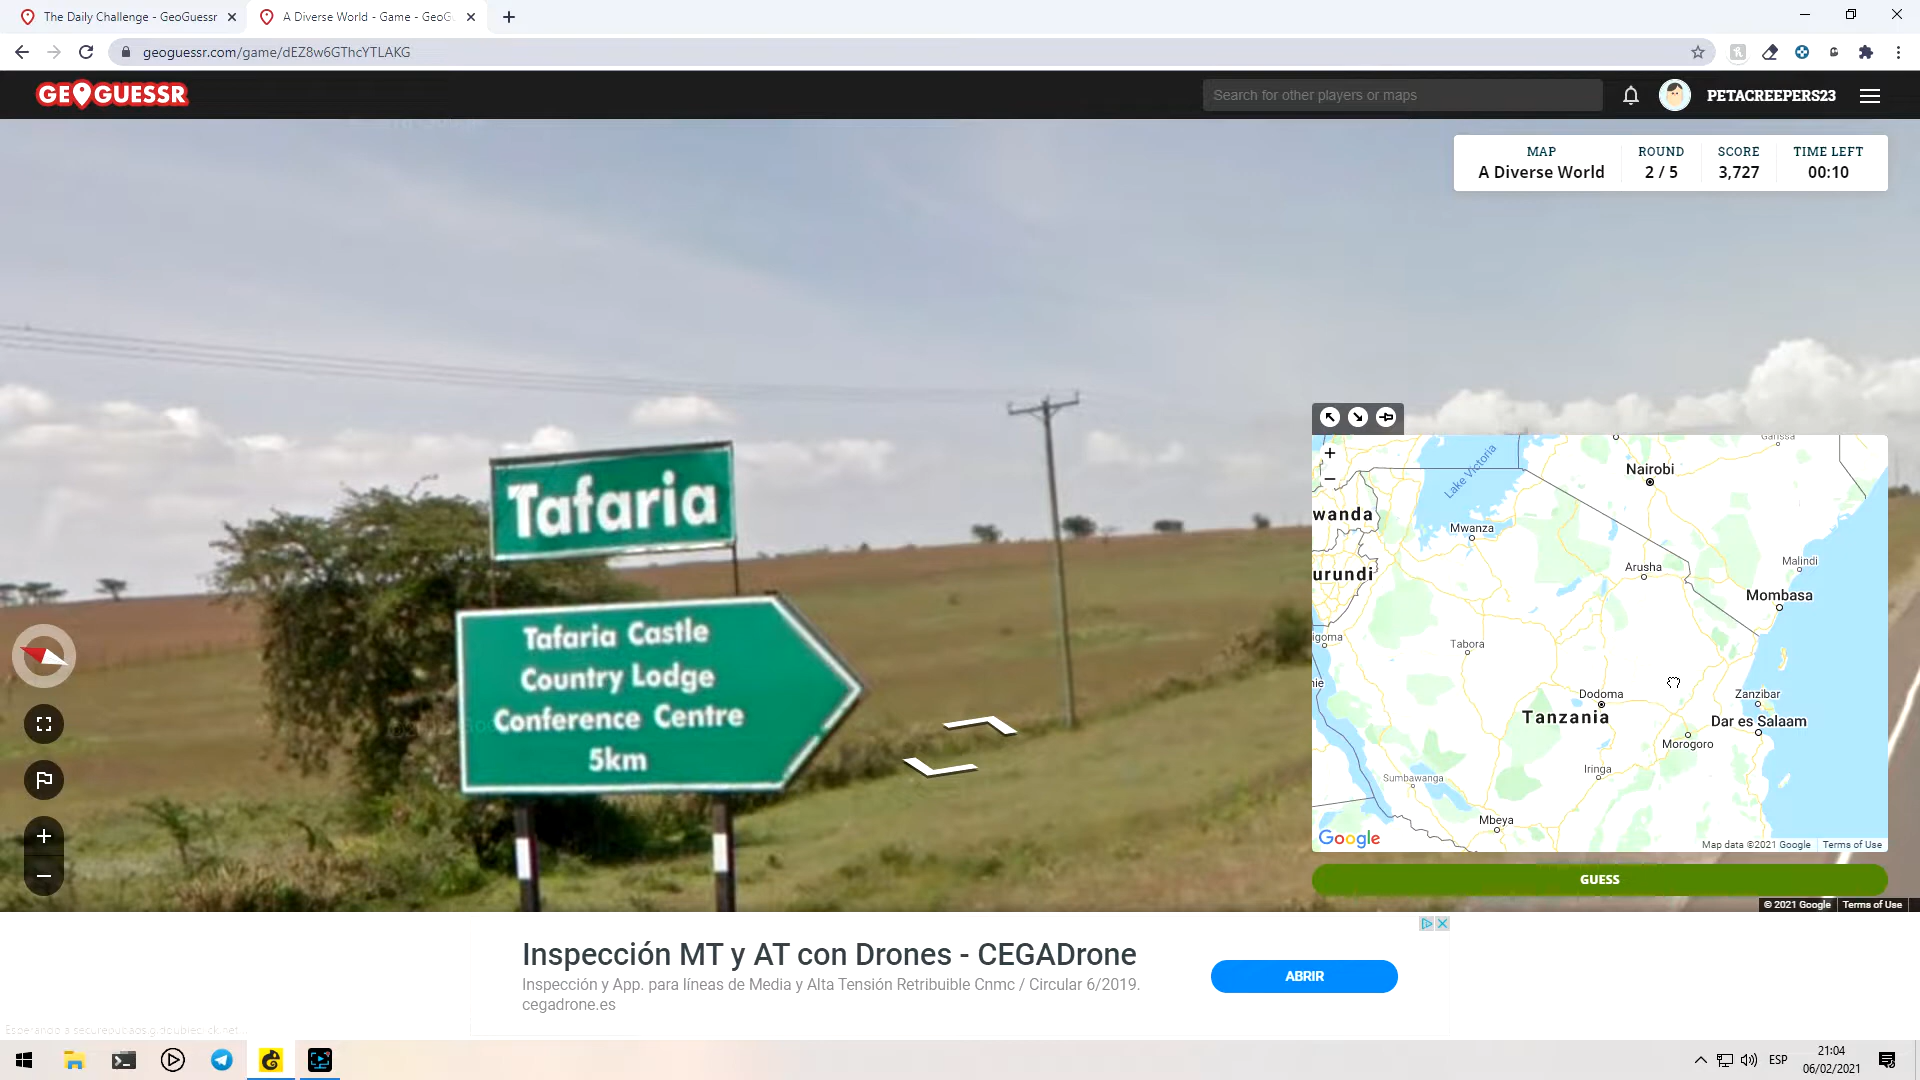 The Daily Challenge - GeoGuessr
A Diverse World - Game - GeoG
geoguessr.com/game/dEZ8w6GThcYTLAKG
GEOGUESSR
Search for other players or maps
PETACREEPERS23
MAP
A Diverse World
ROUND
2 / 5
SCORE
3,727
TIME LEFT
00:10
Tafaria
Tafaria Castle
Country Lodge
Conference Centre
5km
Lake Victoria
Garissa
Nairobi
wanda
Mwanza
urundi
Arusha
Malindi
Mombasa
igoma
Tabora
nie
Dodoma
Zanzibar
Tanzania
Dar es Salaam
Morogoro
Iringa
Sumbawanga
Mbeya
Google
Map data ©2021 Google
Terms of Use
GUESS
© 2021 Google
Terms of Use
Inspección MT y AT con Drones - CEGADrone
Inspección y App. para líneas de Media y Alta Tensión Retribuible Cnmc / Circular 6/2019.
cegadrone.es
ABRIR
ESP
21:04
06/02/2021